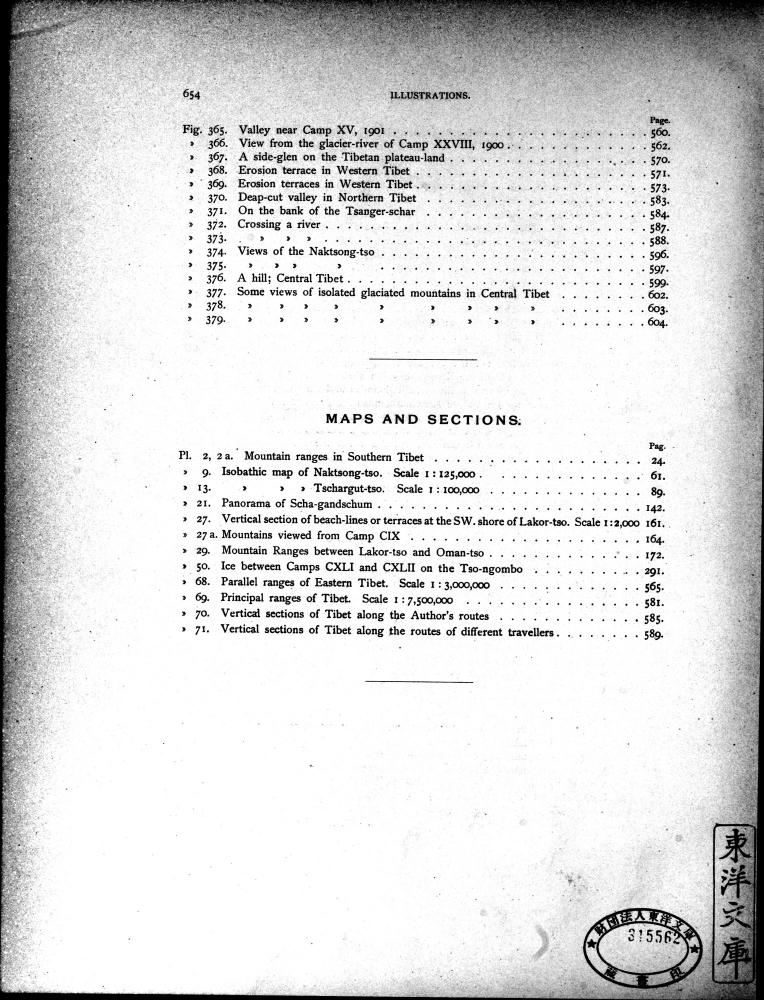 654 ILLUSTRATIONS.
Page.
Fig. 365. Valley near Camp XV, 1901 . . . . . . . . . . . . . . . . . . . 560.
» 366. View from the glacier-river of Camp XXVIII, 1900 . . . . . . . . . . 562.
» 367. A side-glen on the Tibetan plateau-land . . . . . . . . . . . . . . 570.
» 368. Erosion terrace in Western Tibet . . . . . . . . . . . . . . . . . 571.
» 369. Erosion terraces in Western Tibet . . . . . . . . . . . . . . . . . 573.
» 370. Deap-cut valley in Northern Tibet . . . . . . . . . . . . . . . . . 583.
» 371. On the bank of the Tsanger-schar . . . . . . . . . . . . . . . . . 584.
» 372. Crossing a river . . . . . . . . . . . . . . . . . . . . . . . . 587.
» 373. » » » . . . . . . . . . . . . . . . . . . . . . . . . 588.
» 374. Views of the Naktsong-tso . . . . . . . . . . . . . . . . . . . . 596.
» 375. » » » » . . . . . . . . . . . . . . . . . . . . 597.
» 376. A hill; Central Tibet . . . . . . . . . . . . . . . . . . . . . . 599.
» 377. Some views of isolated glaciated mountains in Central Tibet . . . . . . . 602.
» 378. » » » » » » » » » . . . . . . . 603.
» 379. » » » » » » » » » . . . . . . . 604.
MAPS AND SECTIONS.
Pag.
Pl. 2, 2 a. Mountain ranges in Southern Tibet . . . . . . . . . . . . . . . . . 24.
» 9. Isobathic map of Naktsong-tso. Scale 1 : 125,000 . . . . . . . . . . . . 61.
» 13. » » » Tschargut-tso. Scale 1 : 100,000 . . . . . . . . . . . . 89.
» 21. Panorama of Scha-gandschum . . . . . . . . . . . . . . . . . . . . 142.
» 27. Vertical section of beach-lines or terraces at the SW. shore of Lakor-tso. Scale 1:2,000 161.
» 27 a. Mountains viewed from Camp CIX . . . . . . . . . . . . . . . . . . 164.
» 29. Mountain Ranges between Lakor-tso and Oman-tso . . . . . . . . . . . . 172.
» 50. Ice between Camps CXLI and CXLII on the Tso-ngombo . . . . . . . . . 291.
» 68. Parallel ranges of Eastern Tibet. Scale 1 : 3,000,000 . . . . . . . . . . . 565.
» 69. Principal ranges of Tibet. Scale 1 : 7,500,000 . . . . . . . . . . . . . 581.
» 70. Vertical sections of Tibet along the Author's routes . . . . . . . . . . . 585.
» 71. Vertical sections of Tibet along the routes of different travellers . . . . . . . 589.
東洋文庫
財団法人東洋文庫
315562
蔵書印